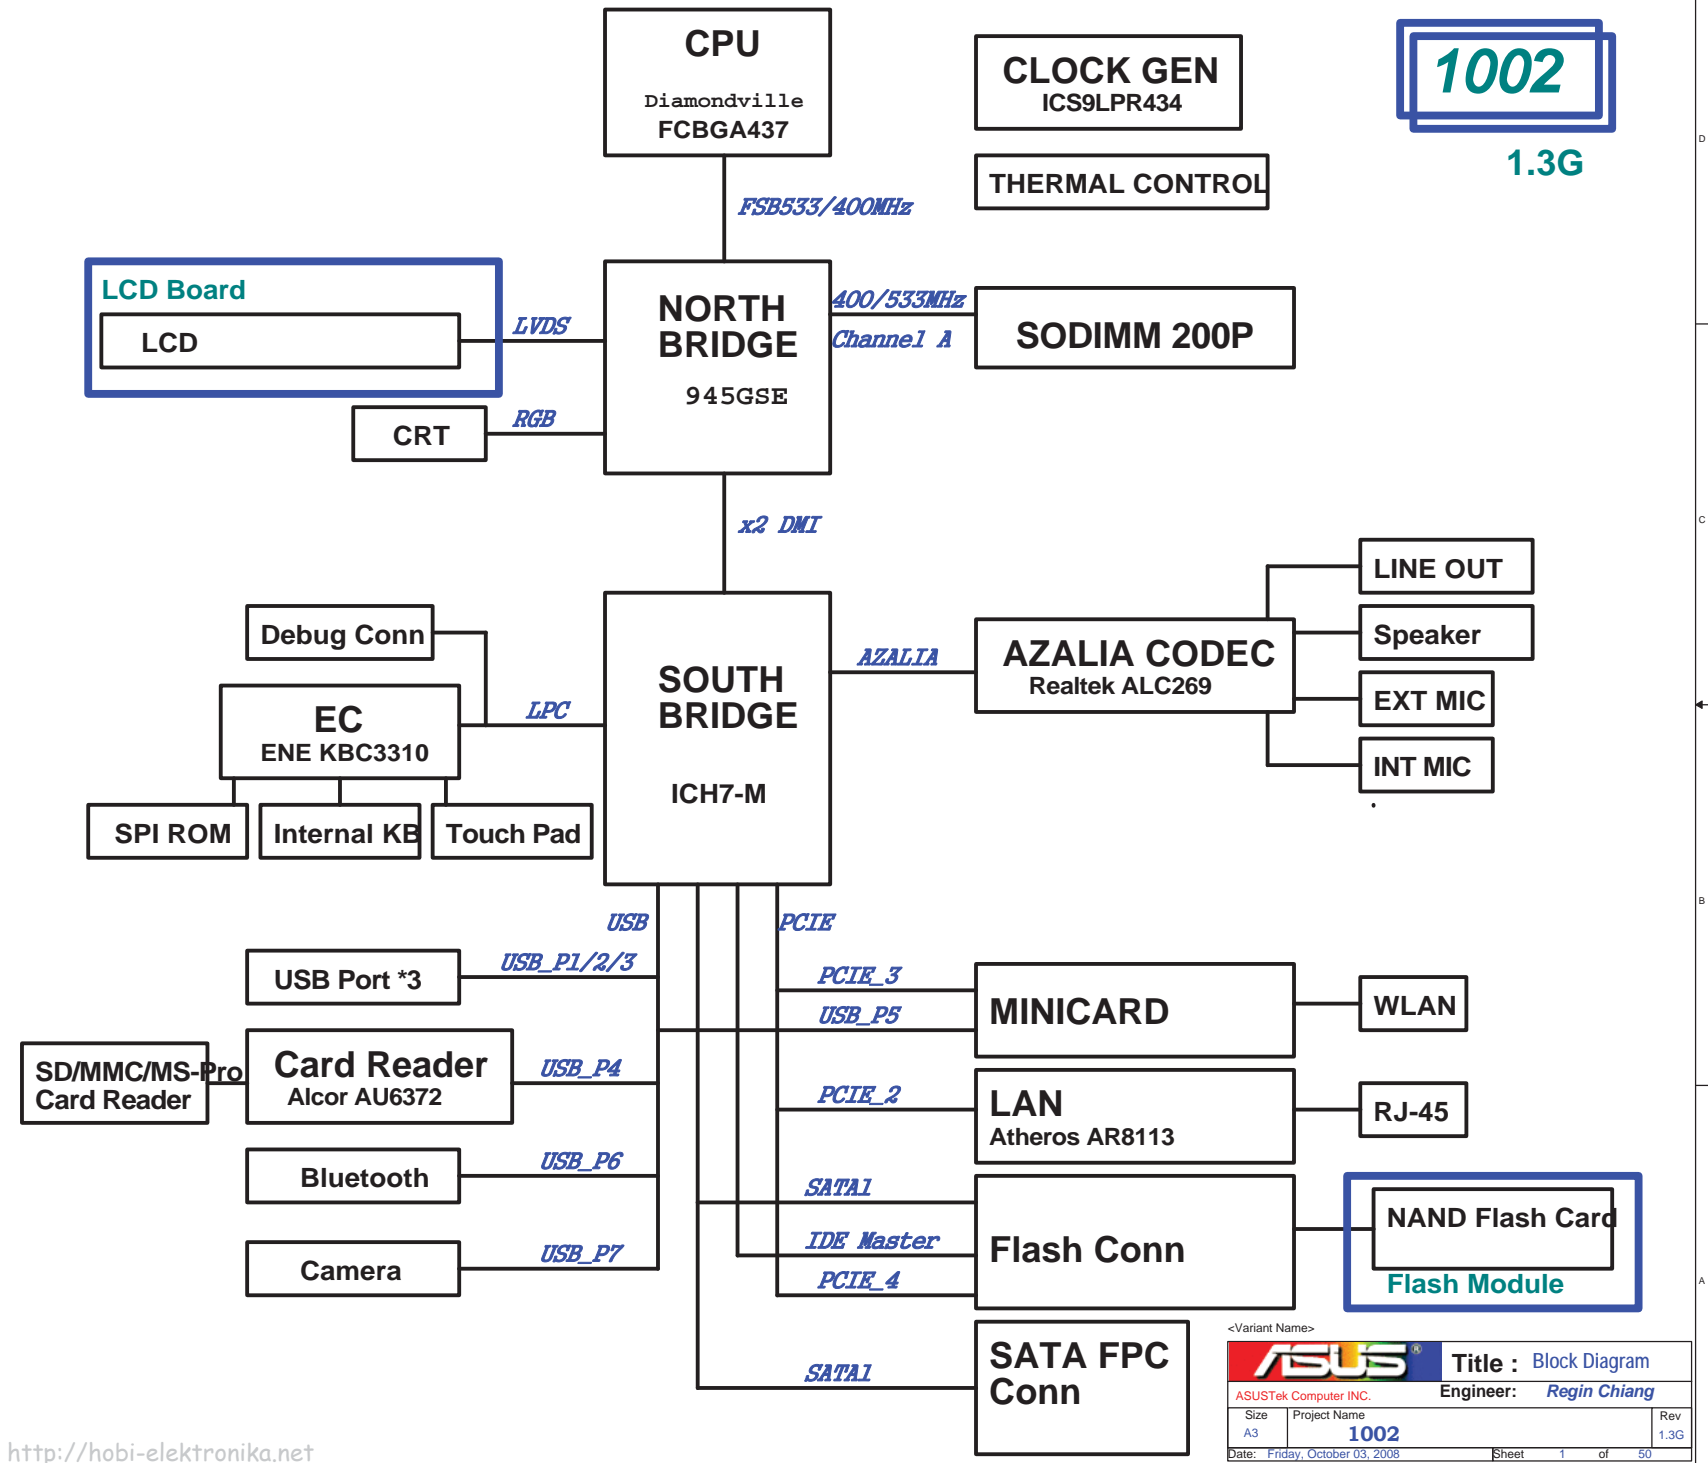 CPU
Diamondville
FCBGA437
CLOCK GEN
ICS9LPR434
1002
1.3G
THERMAL CONTROL
FSB533/400MHz
LCD Board
LCD
LVDS
NORTH
BRIDGE
945GSE
400/533MHz
Channel A
SODIMM 200P
CRT
RGB
x2 DMI
Debug Conn
EC
ENE KBC3310
LPC
SPI ROM
Internal KB
Touch Pad
SOUTH
BRIDGE
ICH7-M
AZALIA
AZALIA CODEC
Realtek ALC269
LINE OUT
Speaker
EXT MIC
INT MIC
USB
PCIE
USB Port *3
USB_P1/2/3
PCIE_3
USB_P5
MINICARD
WLAN
SD/MMC/MS-Pro
Card Reader
Card Reader
Alcor AU6372
USB_P4
PCIE_2
LAN
Atheros AR8113
RJ-45
Bluetooth
USB_P6
Camera
USB_P7
SATA1
IDE Master
PCIE_4
Flash Conn
NAND Flash Card
Flash Module
SATA1
SATA FPC
Conn
<Variant Name>
ASUS ®
Title : Block Diagram
ASUSTek Computer INC.
Engineer: Regin Chiang
Size Project Name Rev
A3 1002 1.3G
Date: Friday, October 03, 2008 Sheet 1 of 50
D
C
B
A
http://hobi-elektronika.net